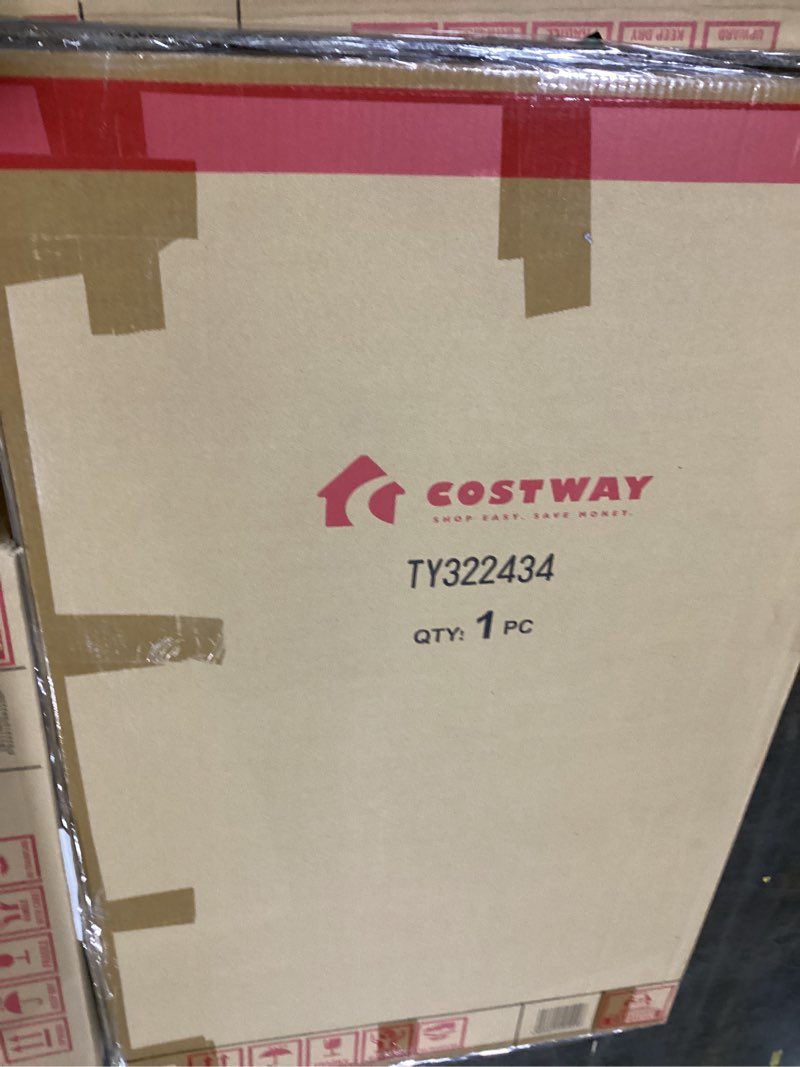 UPWARD
KEEP DRY
COSTWAY
SHOP EASY. SAVE MONEY.
TY322434
QTY: 1 PC